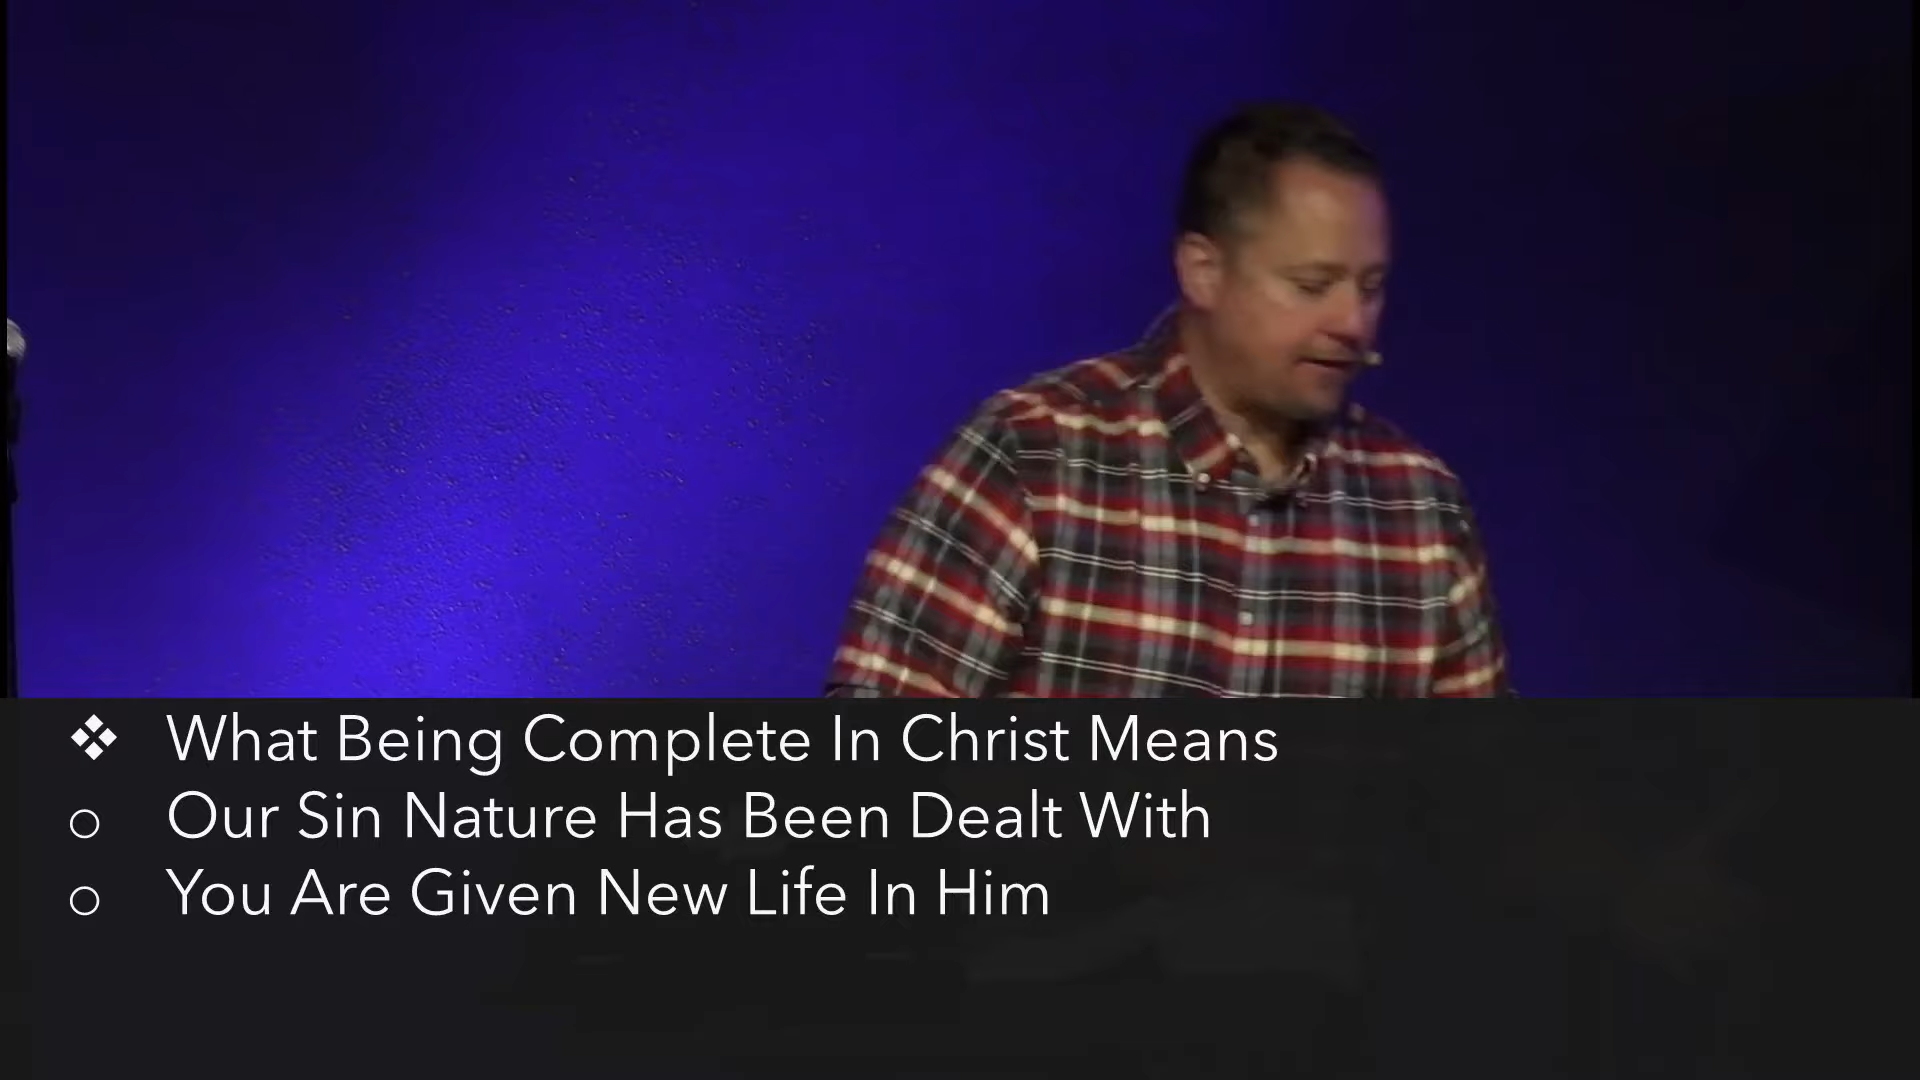 ❖ What Being Complete In Christ Means
o Our Sin Nature Has Been Dealt With
o You Are Given New Life In Him